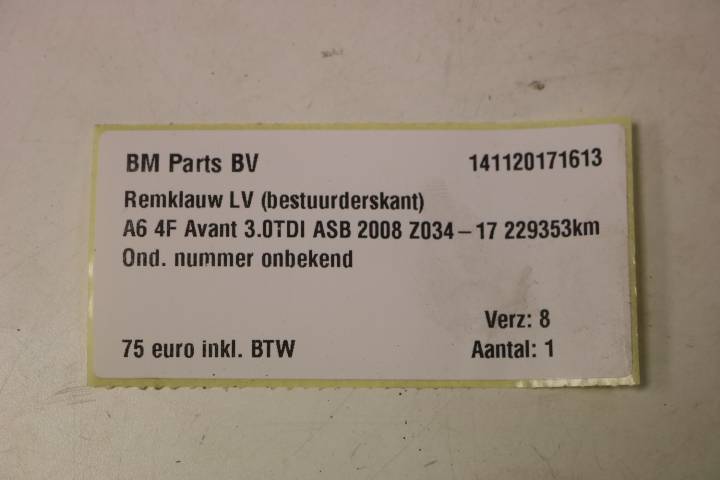 BM Parts BV 141120171613
Remklauw LV (bestuurderskant)
A6 4F Avant 3.0TDI ASB 2008 Z034-17 229353km
Ond. nummer onbekend
Verz: 8
75 euro inkl. BTW Aantal: 1